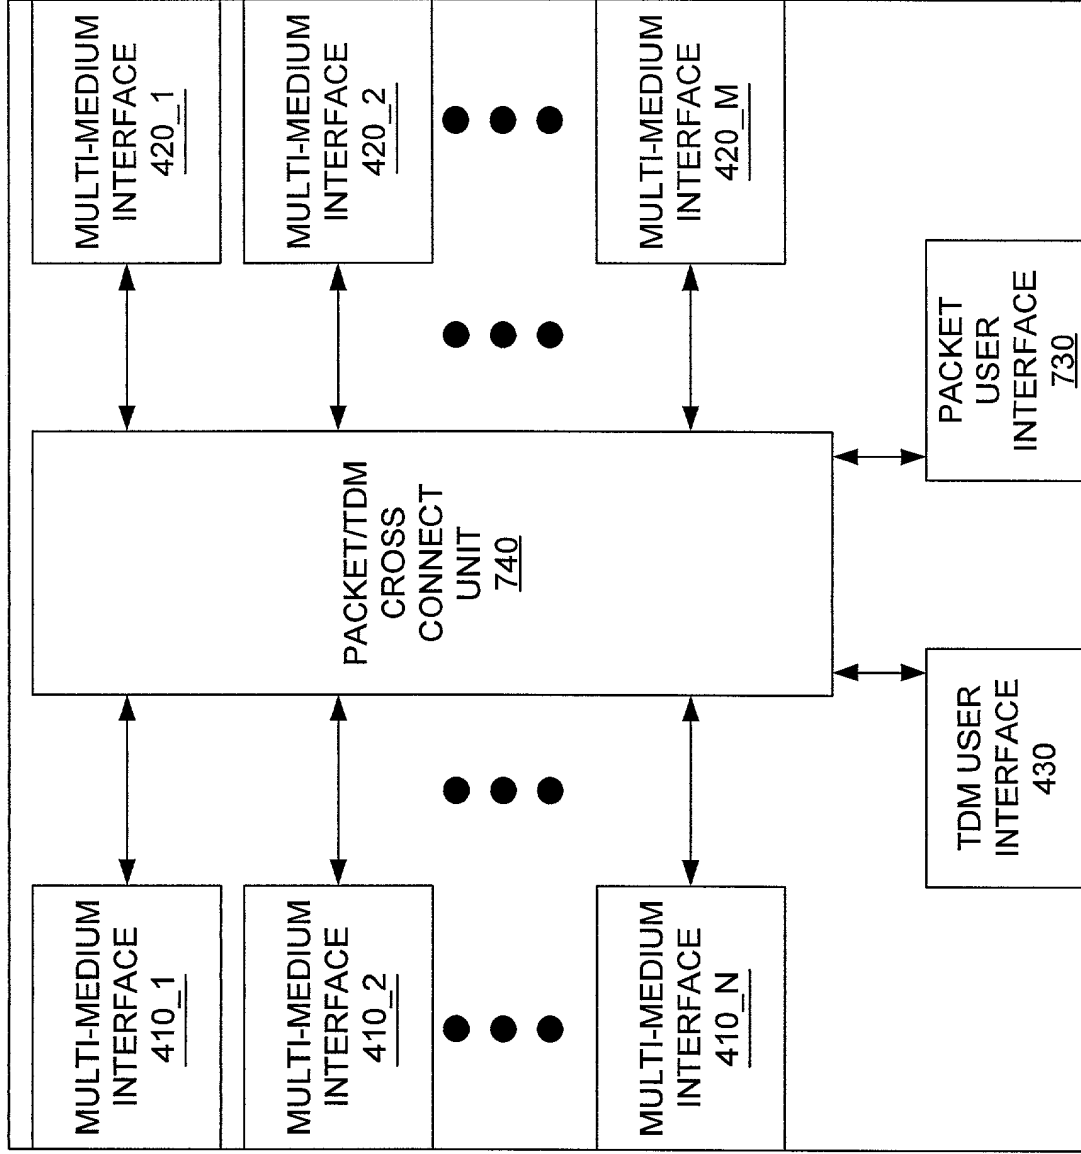 MULTI-MEDIUM
INTERFACE
410_1
MULTI-MEDIUM
INTERFACE
410_2
MULTI-MEDIUM
INTERFACE
410_N
PACKET/TDM
CROSS
CONNECT
UNIT
740
MULTI-MEDIUM
INTERFACE
420_1
MULTI-MEDIUM
INTERFACE
420_2
MULTI-MEDIUM
INTERFACE
420_M
TDM USER
INTERFACE
430
PACKET
USER
INTERFACE
730